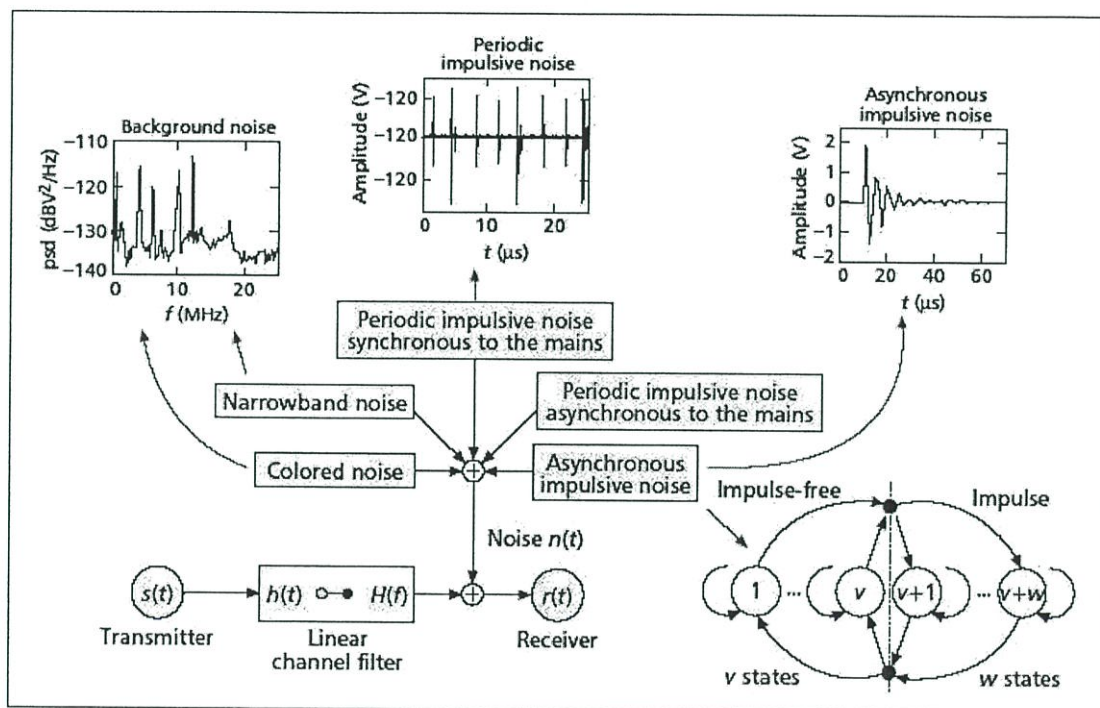 Periodic
impulsive noise
Amplitude (V)
−120
−120
−120
0 10 20
t (µs)
Background noise
psd (dBV²/Hz)
−110
−120
−130
−140
0 10 20
f (MHz)
Asynchronous
impulsive noise
Amplitude (V)
2
1
0
−1
−2
0 20 40 60
t (µs)
Periodic impulsive noise
synchronous to the mains
Narrowband noise
Periodic impulsive noise
asynchronous to the mains
Colored noise
+
Asynchronous
impulsive noise
Noise n(t)
s(t)
Transmitter
h(t) H(f)
Linear
channel filter
+
r(t)
Receiver
Impulse-free
Impulse
1 ... v v+1 ... v+w
v states
w states